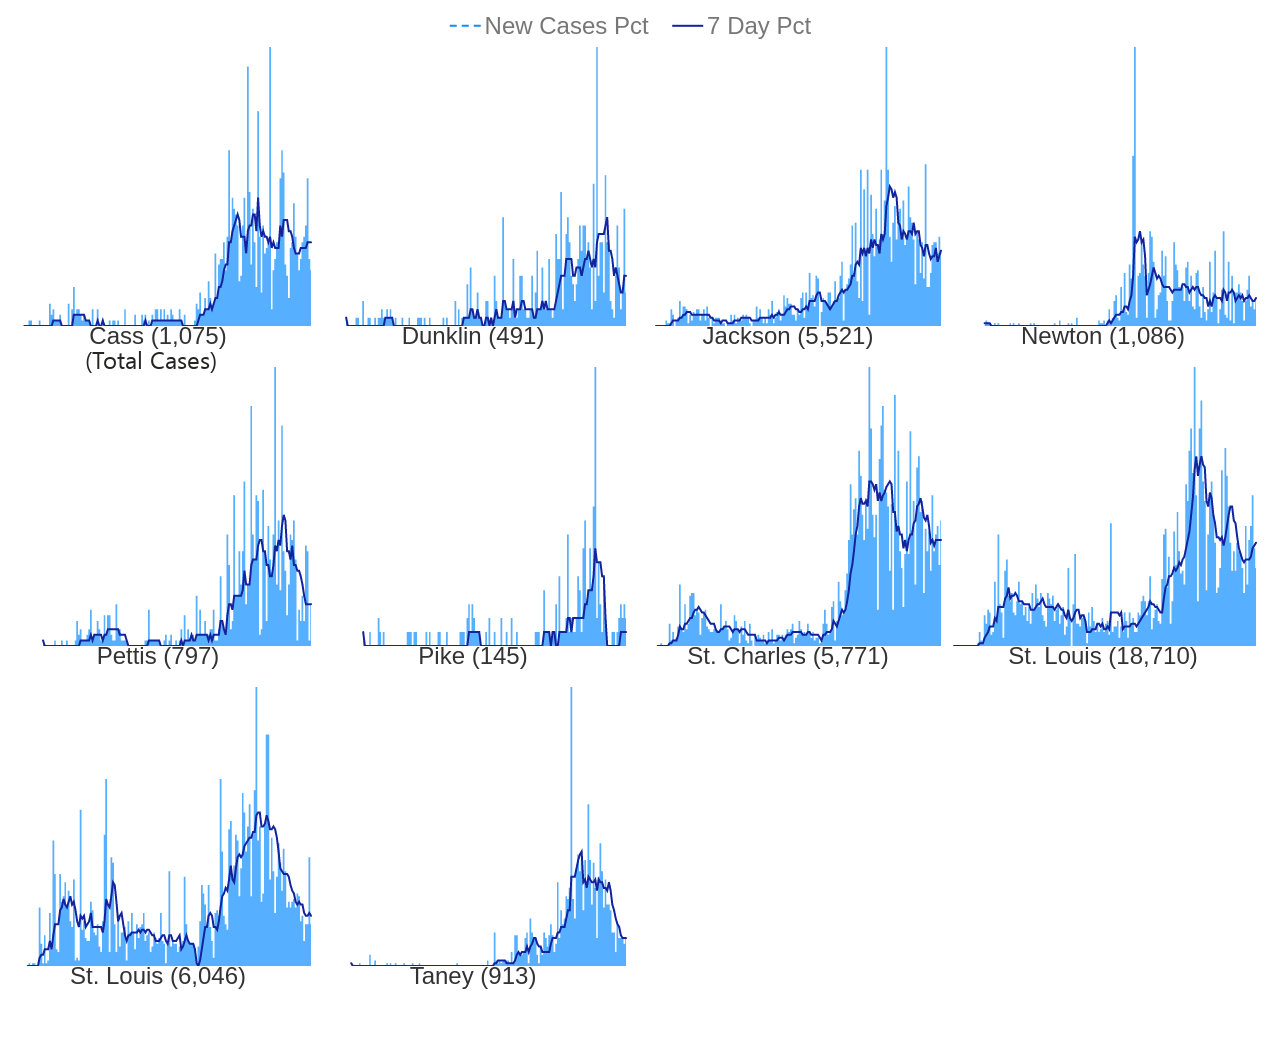 New Cases Pct 7 Day Pct
Cass (1,075) Dunklin (491) Jackson (5,521) Newton (1,086)
(Total Cases)
Pettis (797) Pike (145) St. Charles (5,771) St. Louis (18,710)
St. Louis (6,046) Taney (913)